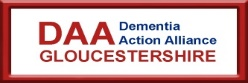 DAA Dementia
Action Alliance
GLOUCESTERSHIRE